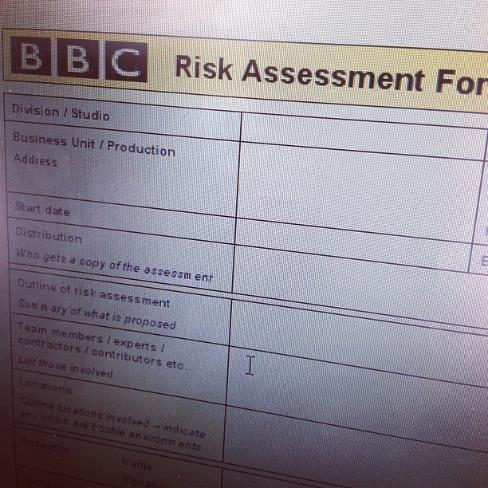 BBC Risk Assessment For
Division / Studio
Business Unit / Production
Address
Start date
Distribution
Who gets a copy of the assessment
E
Outline of risk assessment
Summary of what is proposed
Team members / experts /
contractors / contributors etc.
List those involved
Locations
Outline locations involved – indicate
any which are hostile environments
Assessor
Name
Signature